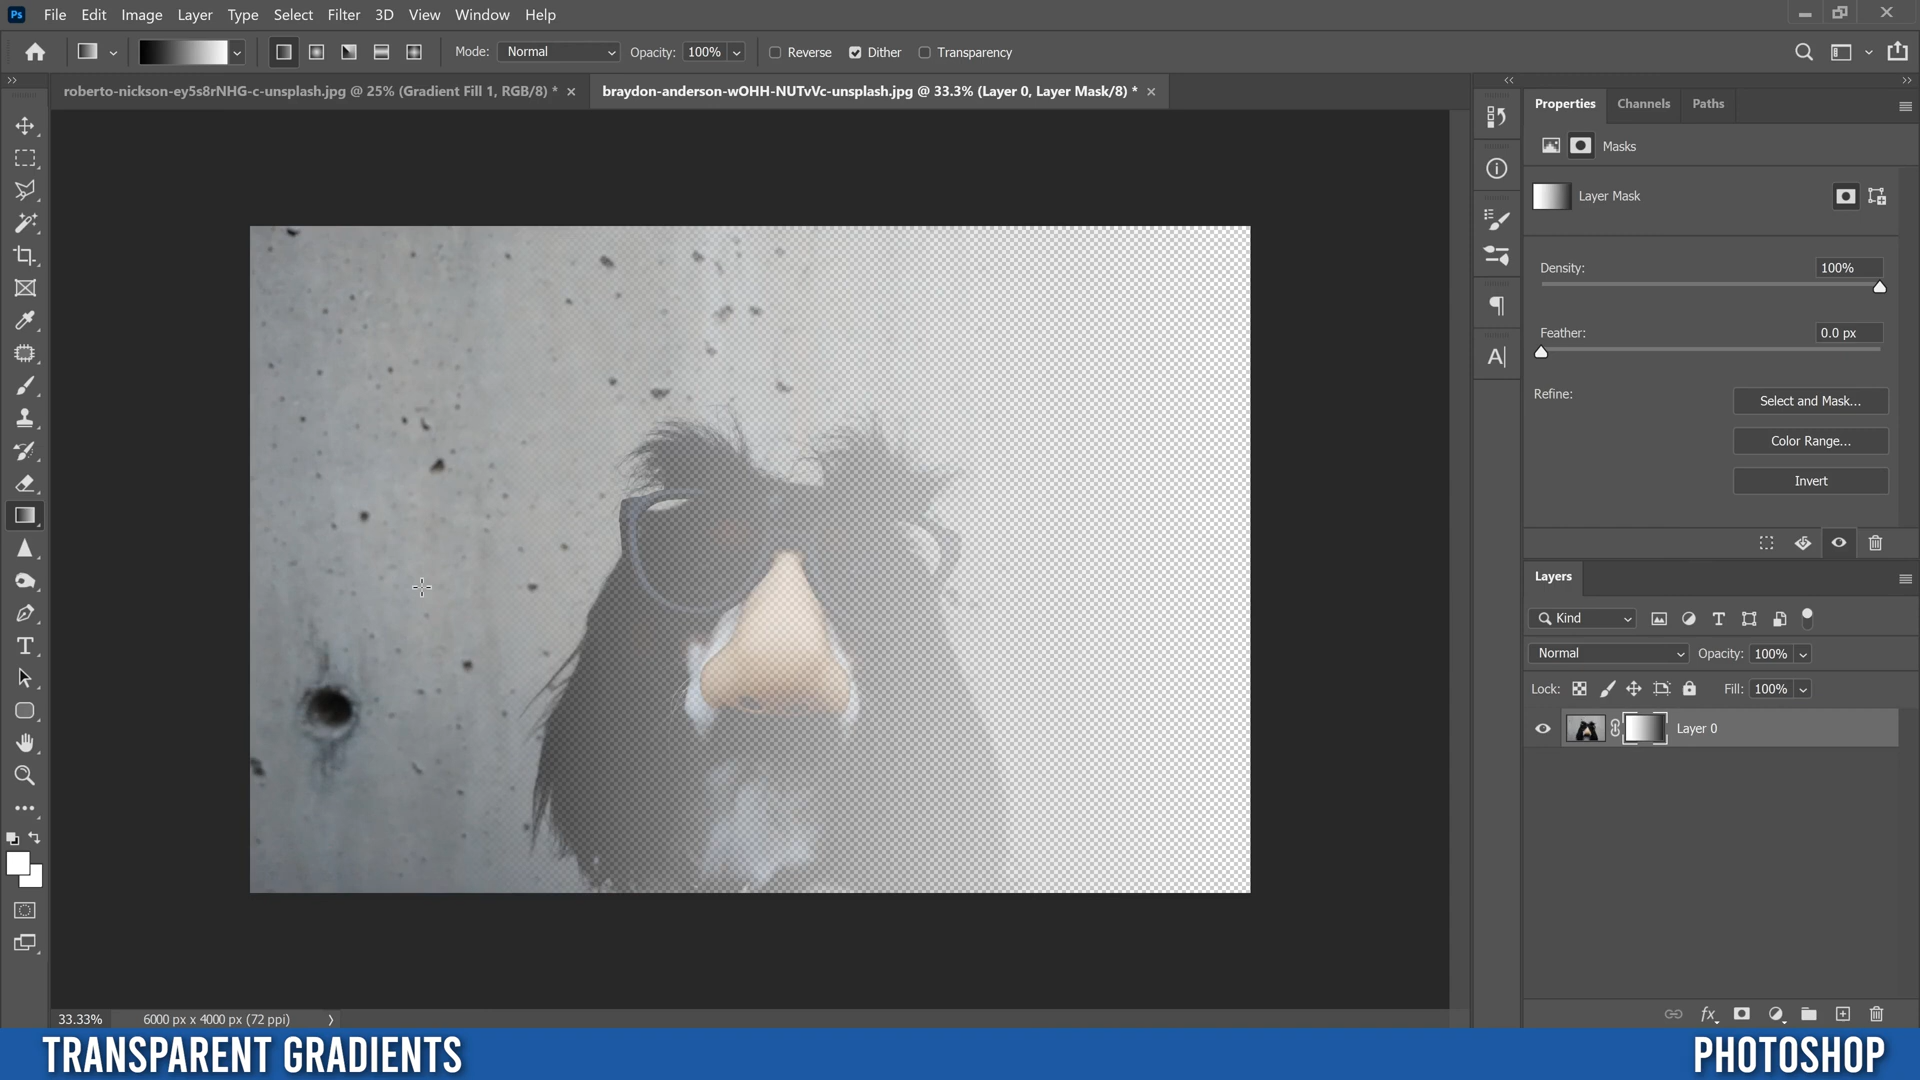 Ps File Edit Image Layer Type Select Filter 3D View Window Help
Mode: Normal Opacity: 100% Reverse Dither Transparency
roberto-nickson-ey5s8rNHG-c-unsplash.jpg @ 25% (Gradient Fill 1, RGB/8) *
braydon-anderson-wOHH-NUTvVc-unsplash.jpg @ 33.3% (Layer 0, Layer Mask/8) *
Properties Channels Paths
Masks
Layer Mask
Density: 100%
Feather: 0.0 px
Refine: Select and Mask...
Color Range...
Invert
Layers
Kind
Normal Opacity: 100%
Lock: Fill: 100%
Layer 0
33.33% 6000 px x 4000 px (72 ppi)
TRANSPARENT GRADIENTS PHOTOSHOP